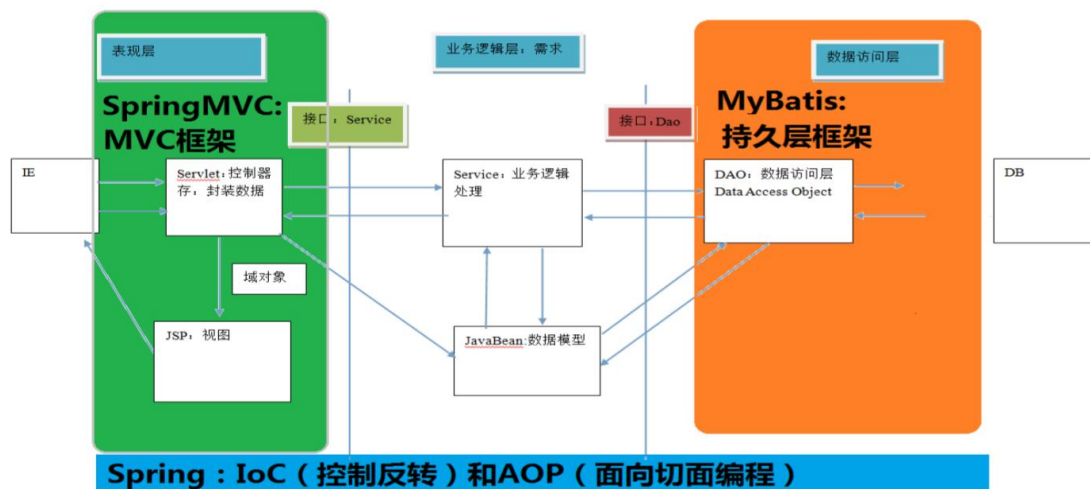 表现层
业务逻辑层：需求
数据访问层
SpringMVC:
MVC框架
接口：Service
接口：Dao
MyBatis:
持久层框架
IE
Servlet：控制器
存：封装数据
Service：业务逻辑
处理
DAO：数据访问层
Data Access Object
DB
域对象
JSP：视图
JavaBean:数据模型
Spring：IoC（控制反转）和AOP（面向切面编程）